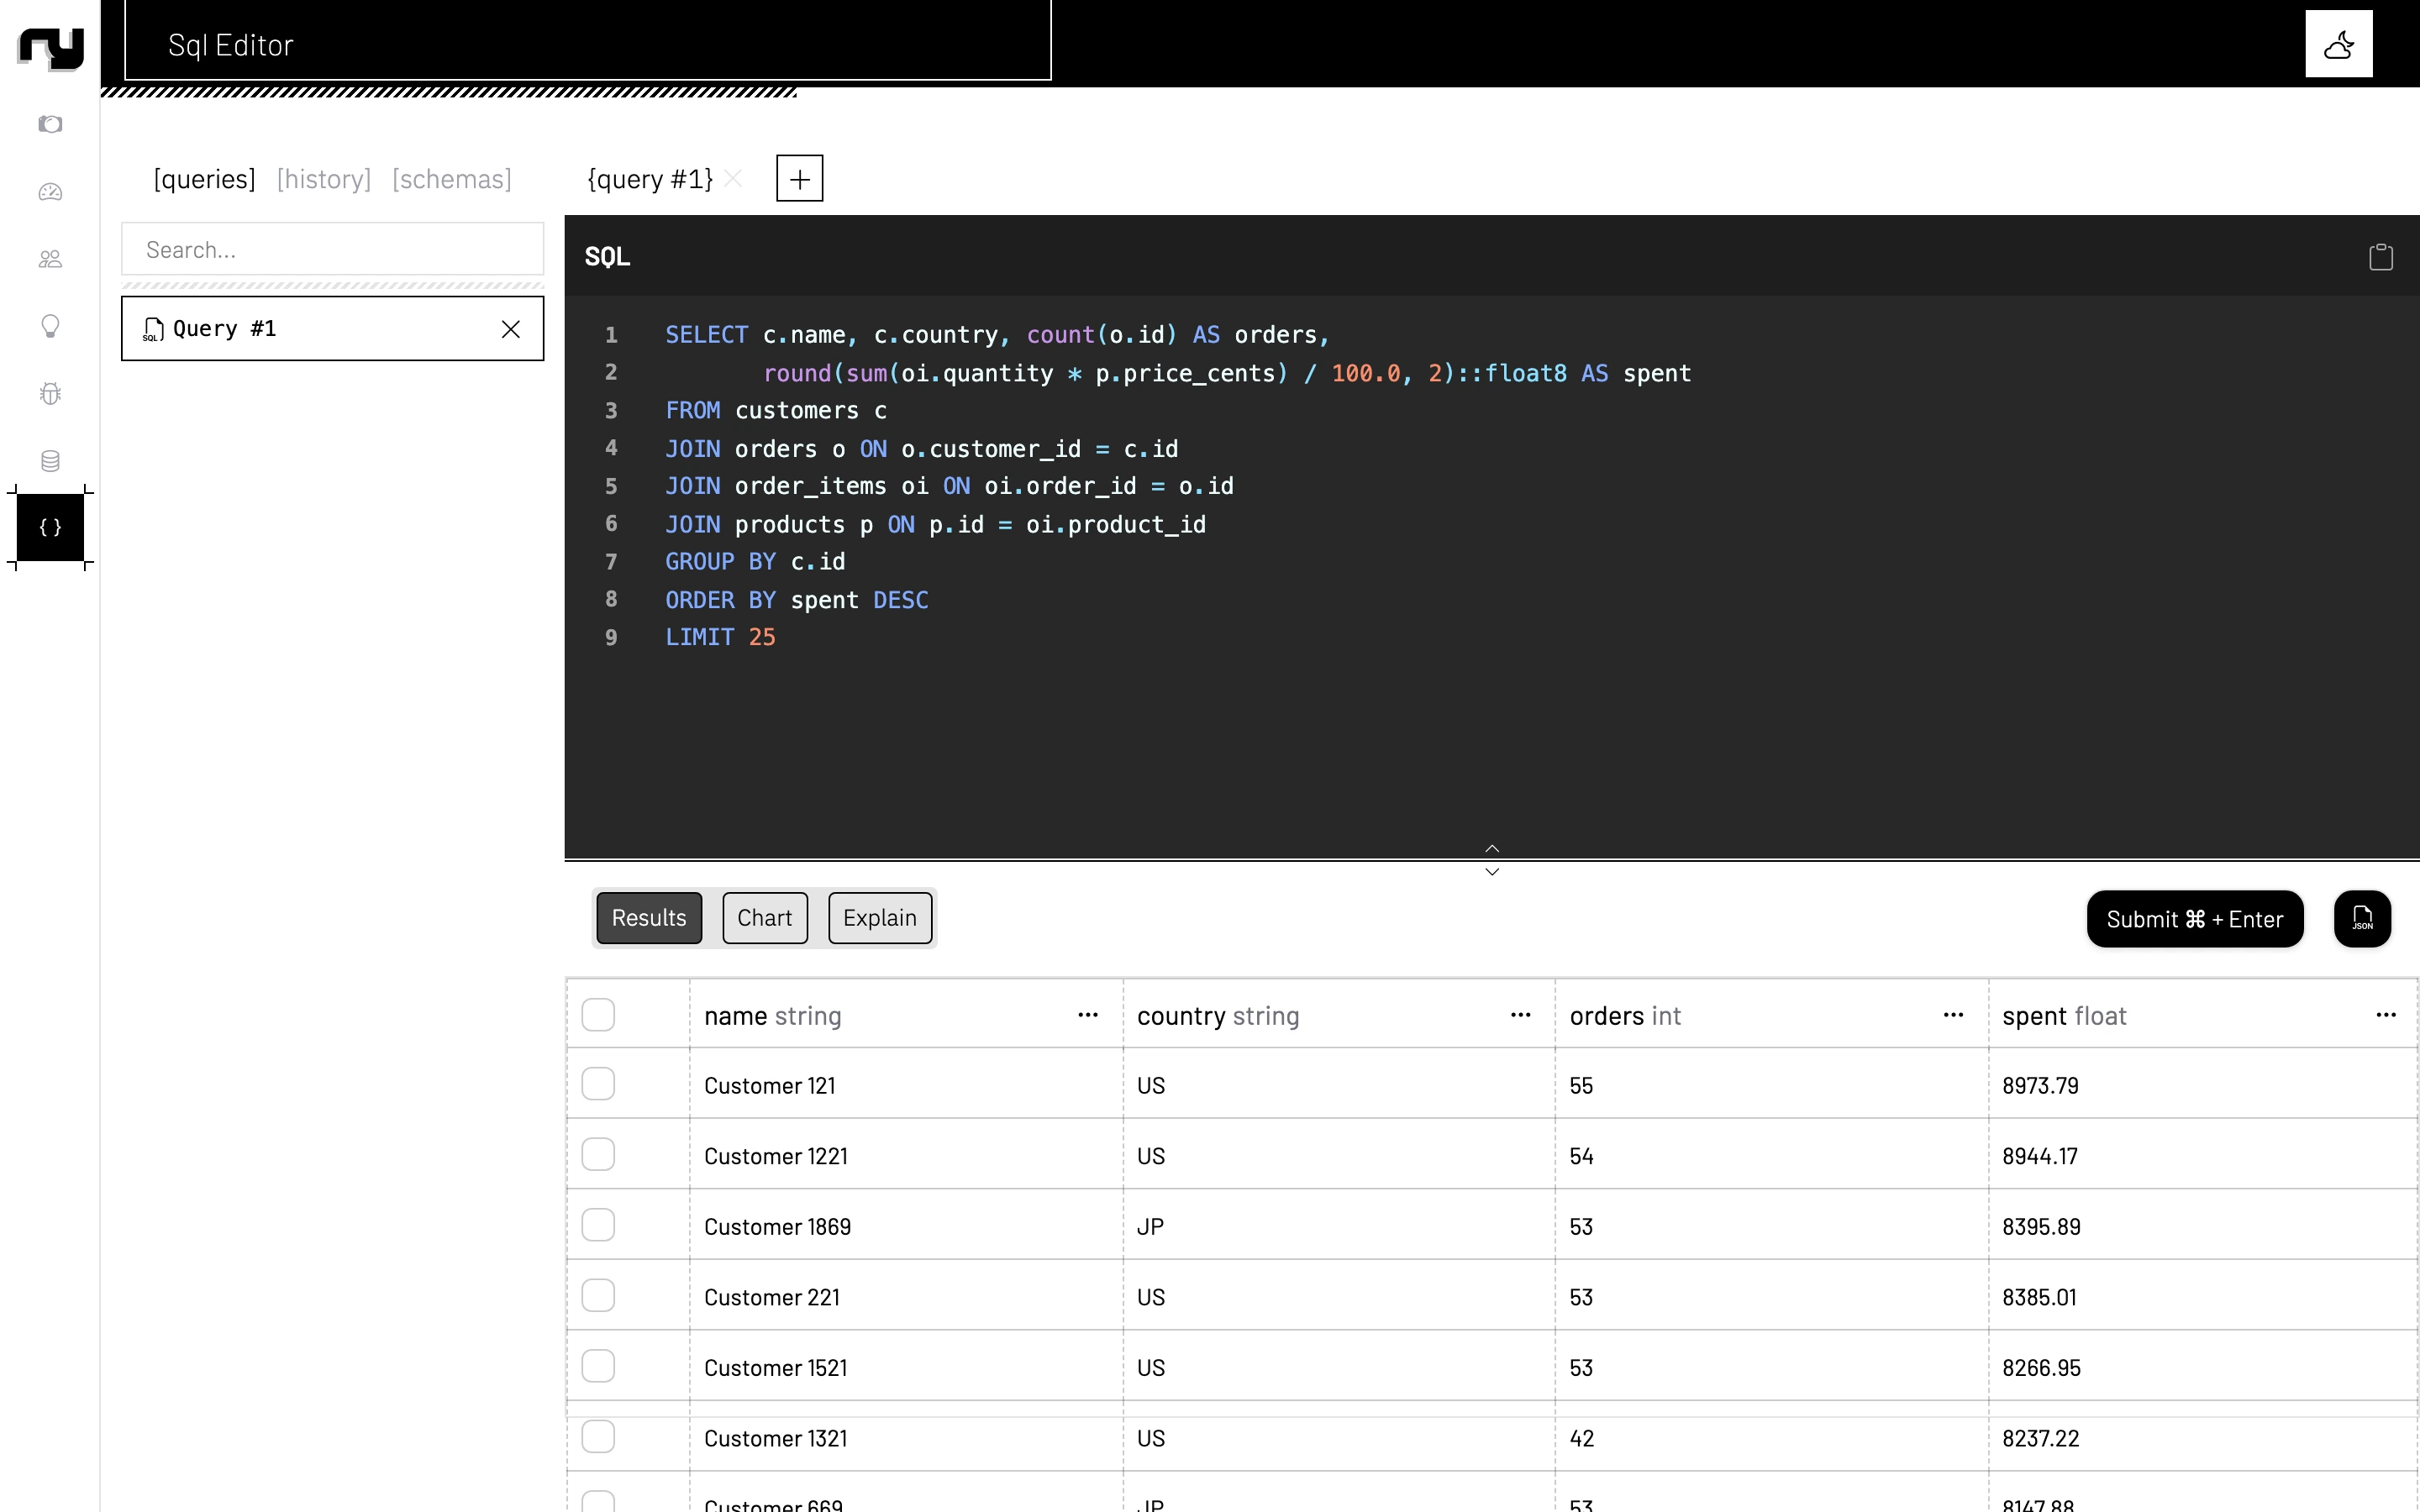 Sql Editor
[queries] [history] [schemas]
{query #1}
Search...
Query #1
SQL
1 SELECT c.name, c.country, count(o.id) AS orders,
2 round(sum(oi.quantity * p.price_cents) / 100.0, 2)::float8 AS spent
3 FROM customers c
4 JOIN orders o ON o.customer_id = c.id
5 JOIN order_items oi ON oi.order_id = o.id
6 JOIN products p ON p.id = oi.product_id
7 GROUP BY c.id
8 ORDER BY spent DESC
9 LIMIT 25
Results Chart Explain
Submit ⌘ + Enter
JSON
name string country string orders int spent float
Customer 121 US 55 8973.79
Customer 1221 US 54 8944.17
Customer 1869 JP 53 8395.89
Customer 221 US 53 8385.01
Customer 1521 US 53 8266.95
Customer 1321 US 42 8237.22
Customer 669 JP 53 8147.88